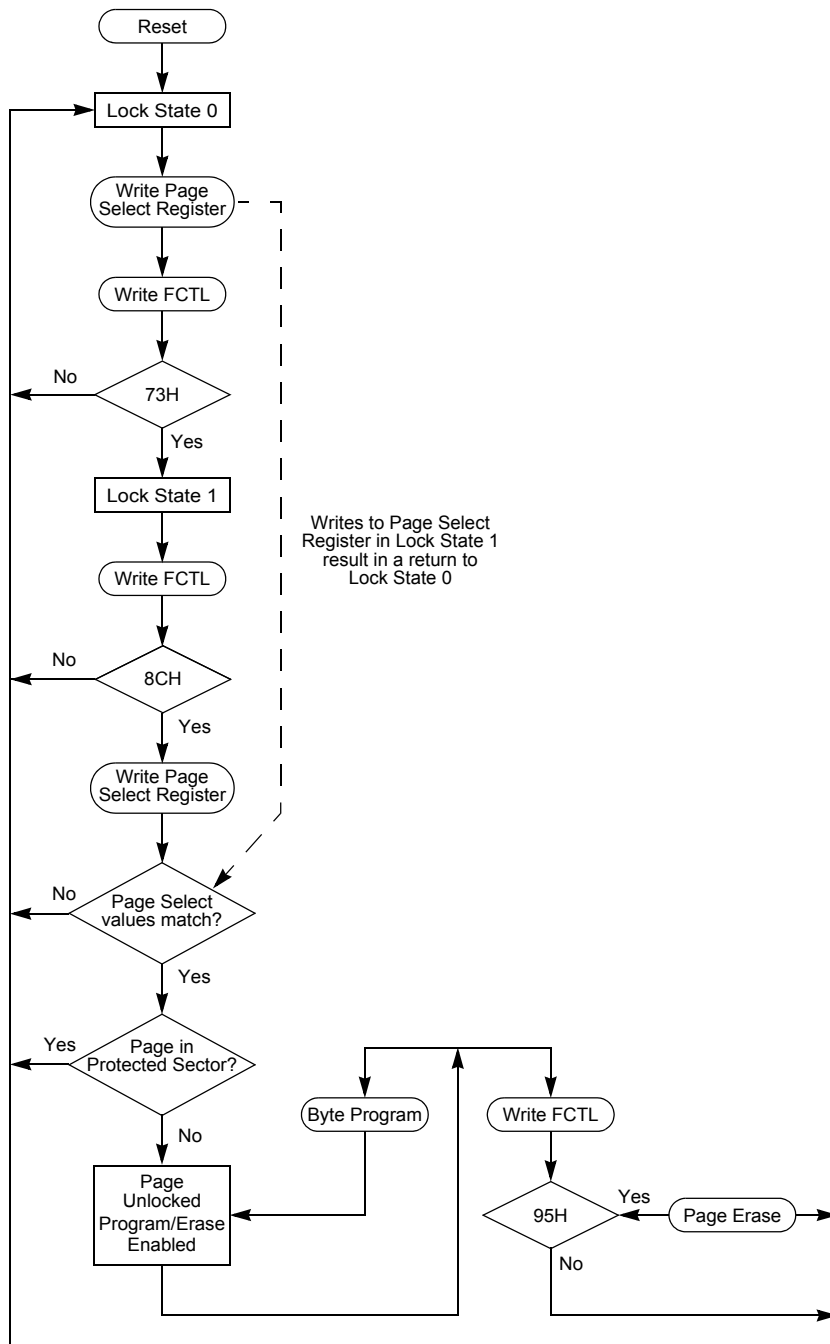 Reset
Lock State 0
Write Page
Select Register
Write FCTL
No
73H
Yes
Lock State 1
Writes to Page Select
Register in Lock State 1
result in a return to
Lock State 0
Write FCTL
No
8CH
Yes
Write Page
Select Register
No
Page Select
values match?
Yes
Yes
Page in
Protected Sector?
No
Byte Program
Write FCTL
Page
Unlocked
Program/Erase
Enabled
95H
Yes
Page Erase
No